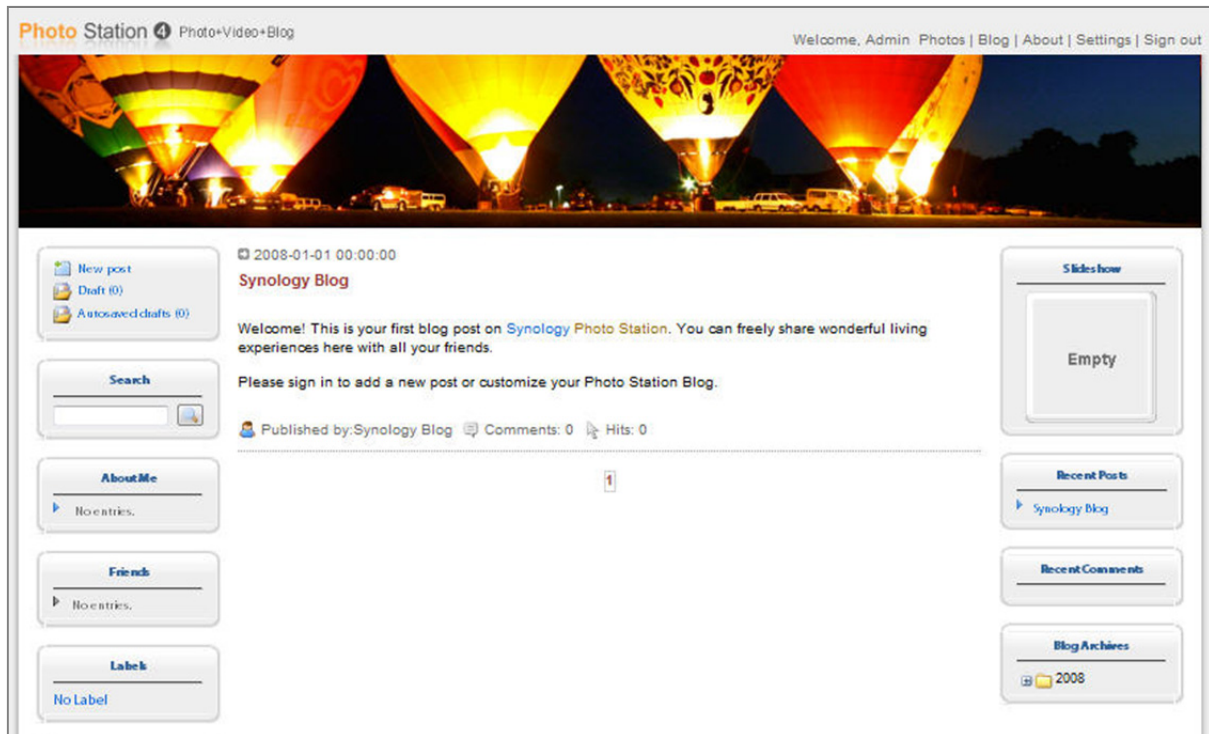 Photo Station 4 Photo+Video+Blog
Welcome, Admin Photos | Blog | About | Settings | Sign out
New post
Draft (0)
Autosaved drafts (0)
Search
About Me
No entries.
Friends
No entries.
Labels
No Label
2008-01-01 00:00:00
Synology Blog
Welcome! This is your first blog post on Synology Photo Station. You can freely share wonderful living
experiences here with all your friends.
Please sign in to add a new post or customize your Photo Station Blog.
Published by:Synology Blog Comments: 0 Hits: 0
1
Slideshow
Empty
Recent Posts
Synology Blog
Recent Comments
Blog Archives
2008